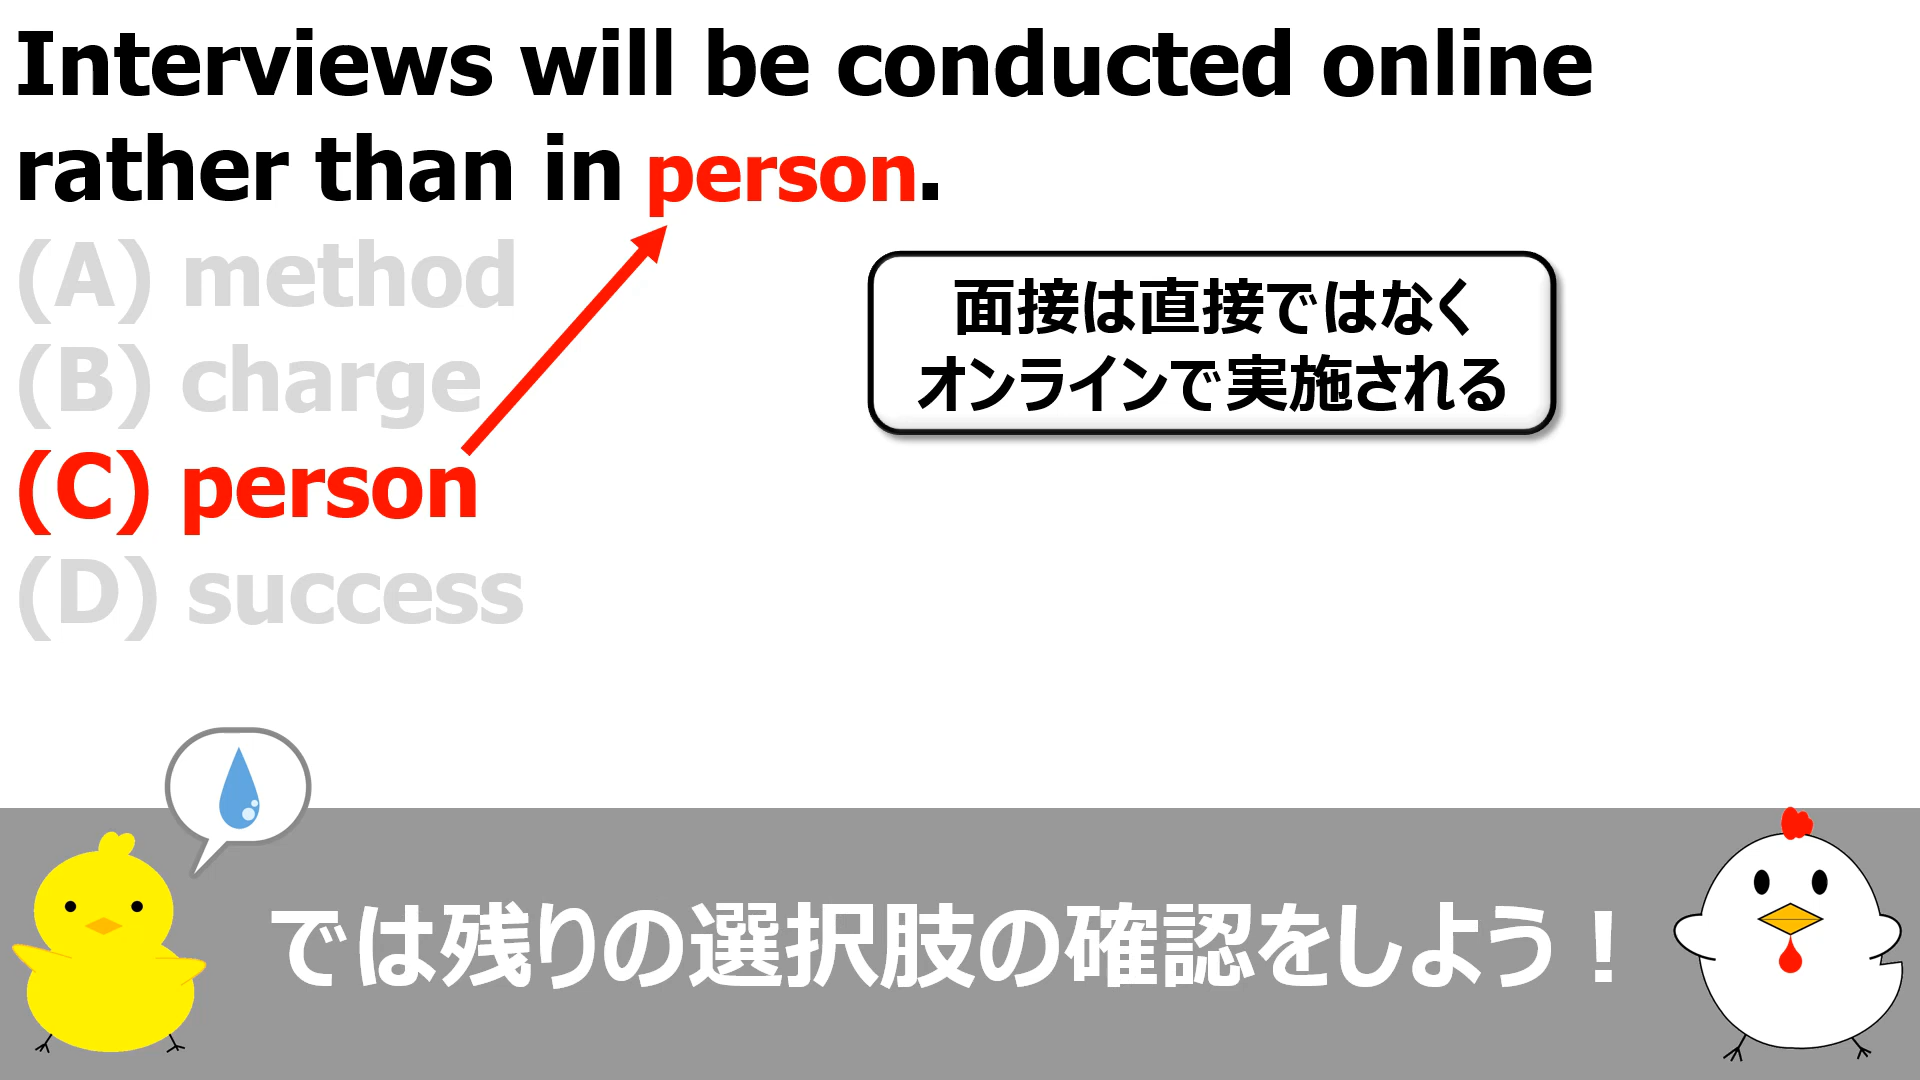 Interviews will be conducted online
rather than in person.
(A) method
(B) charge
(C) person
(D) success
面接は直接ではなく
オンラインで実施される
では残りの選択肢の確認をしよう！